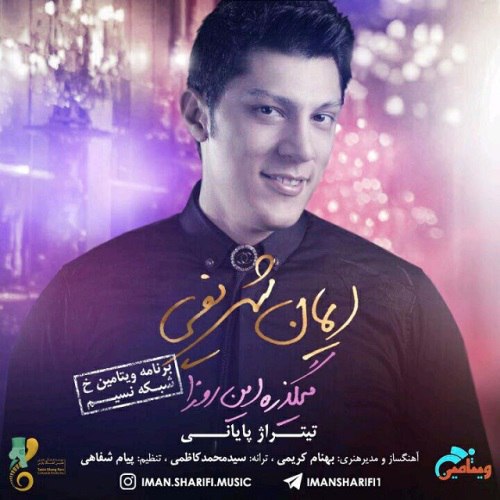 ایمان شریفی
میگذره این روزا
برنامه ویتامین خ
شبکه نسیم
تیتراژ پایانی
آهنگساز و مدیرهنری: بهنام کریمی ، ترانه: سیدمحمدکاظمی ، تنظیم: پیام شفاهی
IMAN.SHARIFI.MUSIC
IMANSHARIFI1
ویتامین